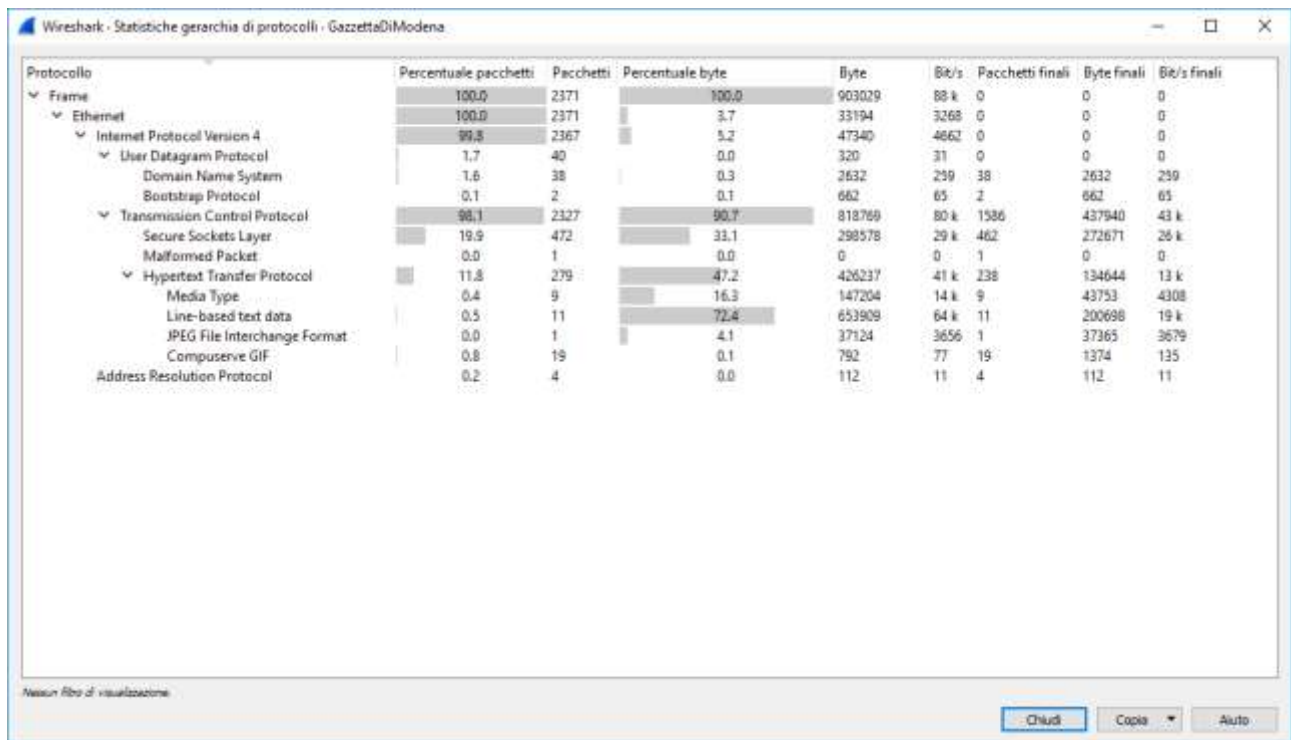 Wireshark · Statistiche gerarchia di protocolli · GazzettaDiModena
Protocollo Percentuale pacchetti Pacchetti Percentuale byte Byte Bit/s Pacchetti finali Byte finali Bit/s finali
Frame 100.0 2371 100.0 903029 88 k 0 0 0
Ethernet 100.0 2371 3.7 33194 3268 0 0 0
Internet Protocol Version 4 99.8 2367 5.2 47340 4662 0 0 0
User Datagram Protocol 1.7 40 0.0 320 31 0 0 0
Domain Name System 1.6 38 0.3 2632 259 38 2632 259
Bootstrap Protocol 0.1 2 0.1 662 65 2 662 65
Transmission Control Protocol 98.1 2327 90.7 818769 80 k 1586 437940 43 k
Secure Sockets Layer 19.9 472 33.1 298578 29 k 462 272671 26 k
Malformed Packet 0.0 1 0.0 0 0 1 0 0
Hypertext Transfer Protocol 11.8 279 47.2 426237 41 k 238 134644 13 k
Media Type 0.4 9 16.3 147204 14 k 9 43753 4308
Line-based text data 0.5 11 72.4 653909 64 k 11 200698 19 k
JPEG File Interchange Format 0.0 1 4.1 37124 3656 1 37365 3679
Compuserve GIF 0.8 19 0.1 792 77 19 1374 135
Address Resolution Protocol 0.2 4 0.0 112 11 4 112 11
Nessun filtro di visualizzazione.
Chiudi Copia Aiuto